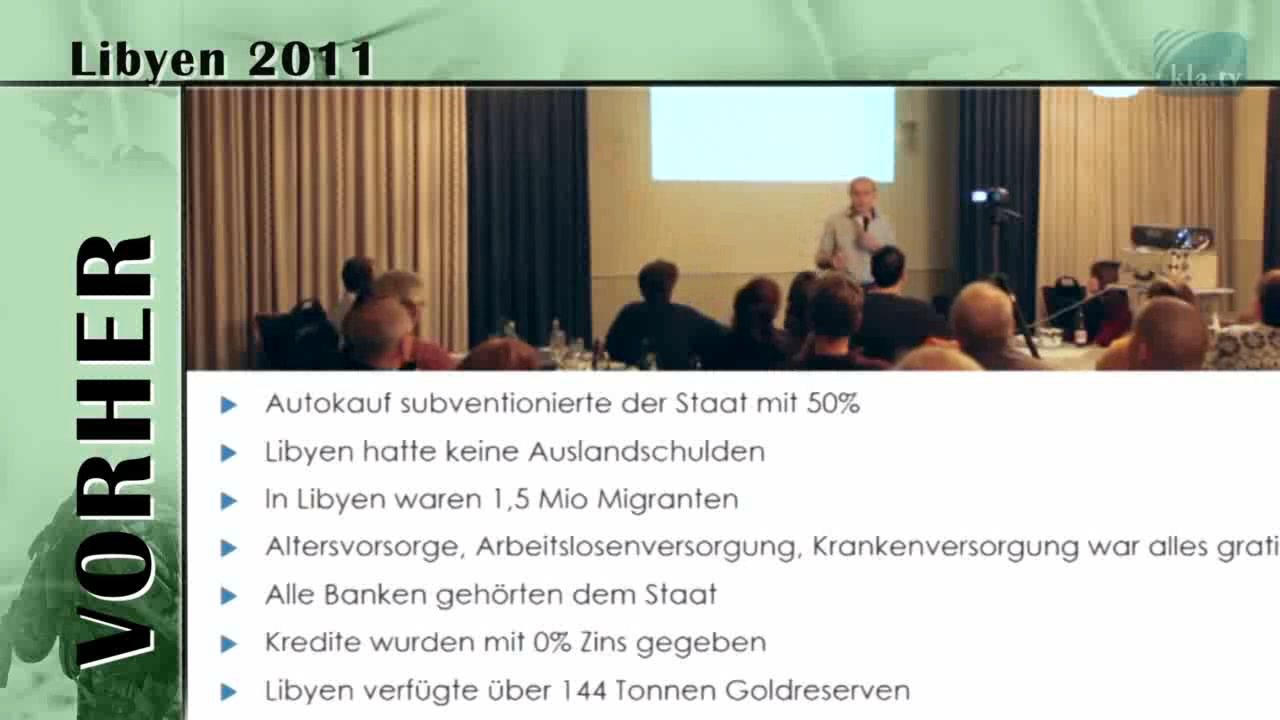 Libyen 2011
kla.tv
VORHER
Autokauf subventionierte der Staat mit 50%
Libyen hatte keine Auslandschulden
In Libyen waren 1,5 Mio Migranten
Altersvorsorge, Arbeitslosenversorgung, Krankenversorgung war alles grati
Alle Banken gehörten dem Staat
Kredite wurden mit 0% Zins gegeben
Libyen verfügte über 144 Tonnen Goldreserven